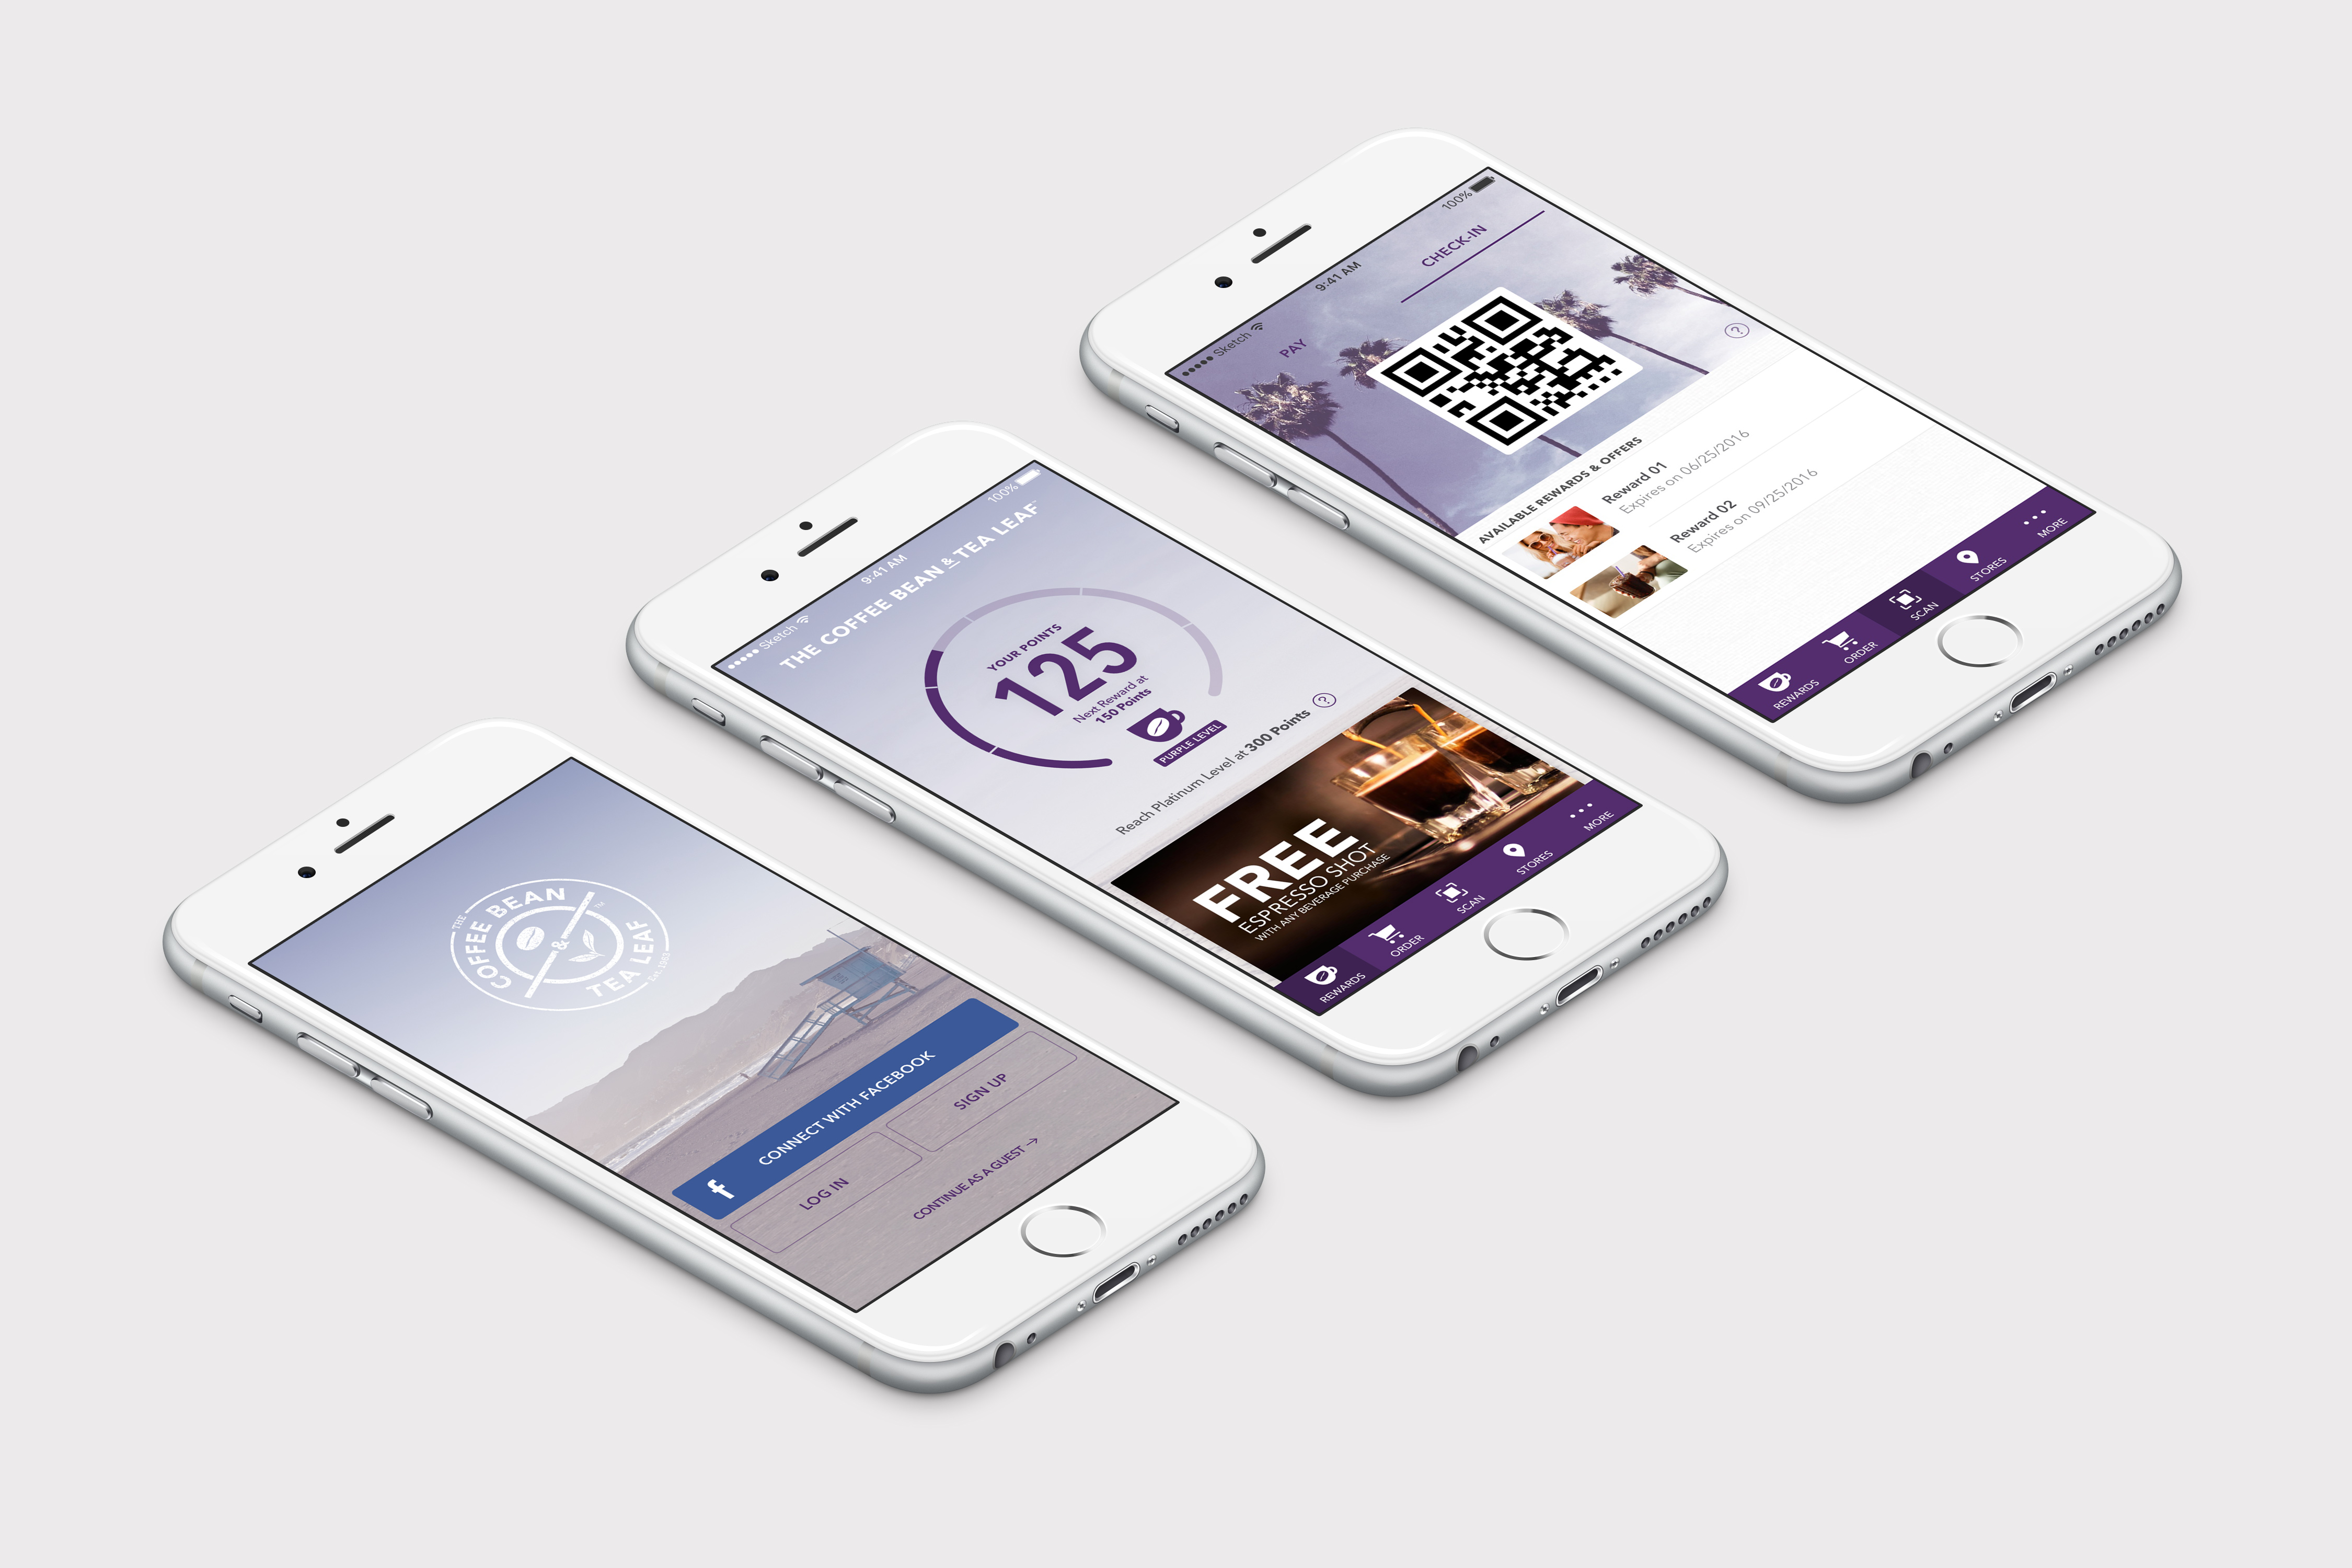 THE
COFFEE BEAN
&
TEA LEAF
TM
Est. 1963
f CONNECT WITH FACEBOOK
LOG IN
SIGN UP
CONTINUE AS A GUEST →
Sketch 9:41 AM 100%
THE COFFEE BEAN & TEA LEAF
YOUR POINTS
125
Next Reward at
150 Points
PURPLE LEVEL
Reach Platinum Level at 300 Points ?
FREE
ESPRESSO SHOT
WITH ANY BEVERAGE PURCHASE
REWARDS ORDER SCAN STORES MORE
Sketch 9:41 AM 100%
PAY CHECK-IN
?
AVAILABLE REWARDS & OFFERS
Reward 01
Expires on 06/25/2016
Reward 02
Expires on 09/25/2016
REWARDS ORDER SCAN STORES MORE